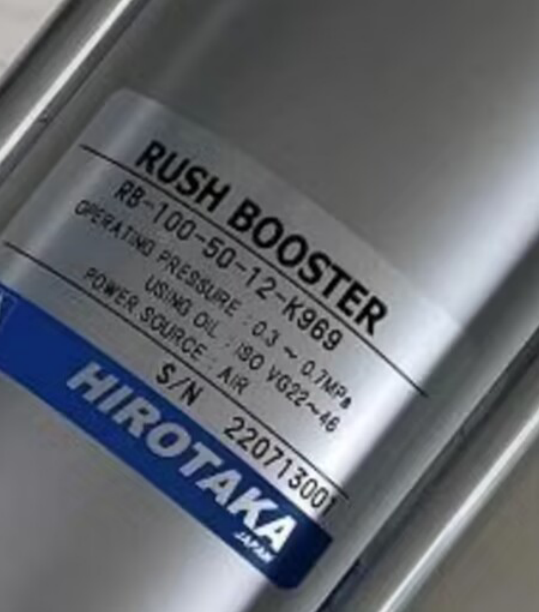 RUSH BOOSTER
RB-100-50-12-K969
OPERATING PRESSURE : 0.3 ~ 0.7MPa
USING OIL : ISO VG22~46
POWER SOURCE : AIR
S/N 220713001
HIROTAKA
JAPAN